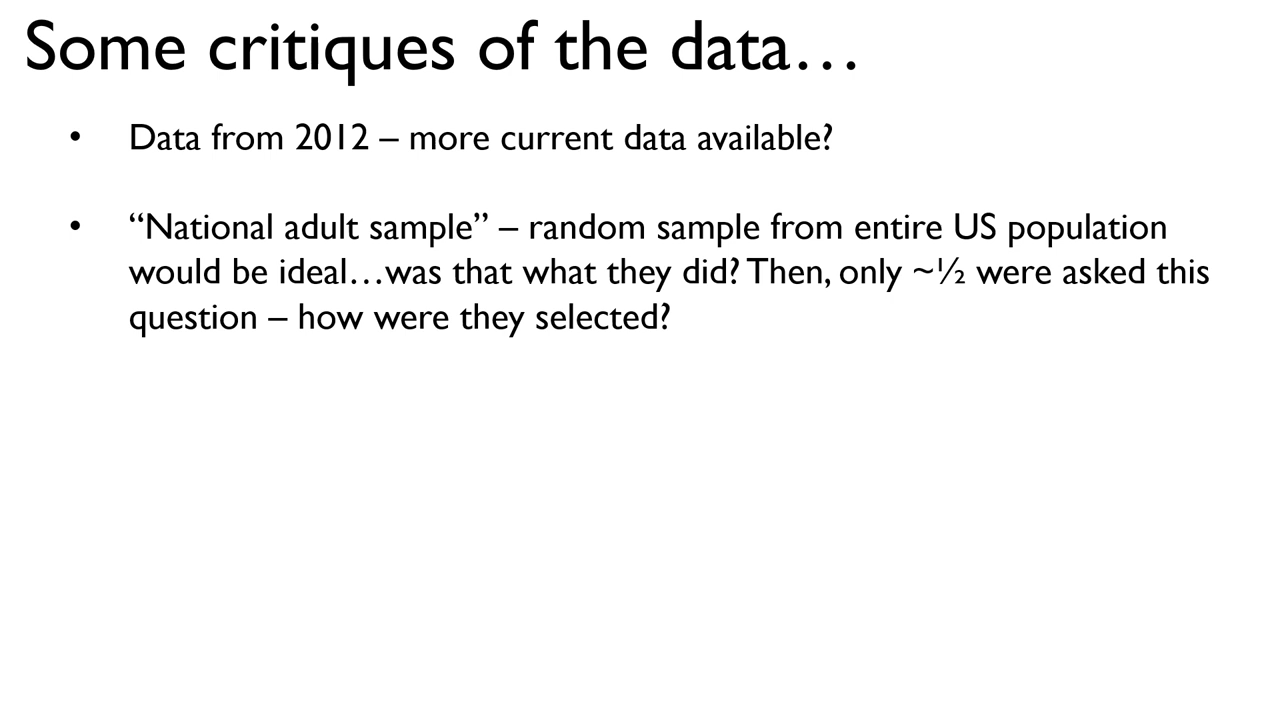 Some critiques of the data…
• Data from 2012 – more current data available?
• “National adult sample” – random sample from entire US population
would be ideal…was that what they did? Then, only ~½ were asked this
question – how were they selected?